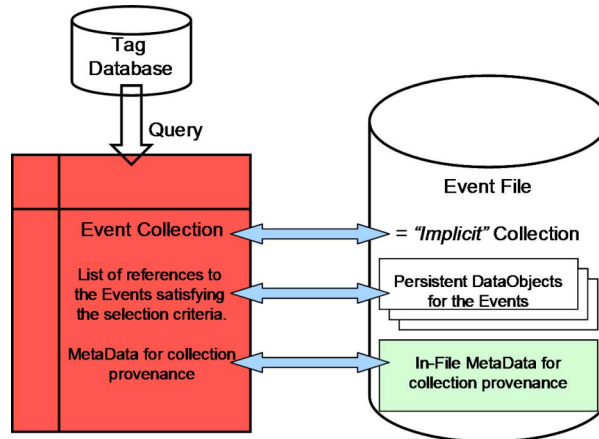 Tag
Database
Query
Event File
Event Collection
= "Implicit" Collection
List of references to
the Events satisfying
the selection criteria.
Persistent DataObjects
for the Events
MetaData for collection
provenance
In-File MetaData for
collection provenance